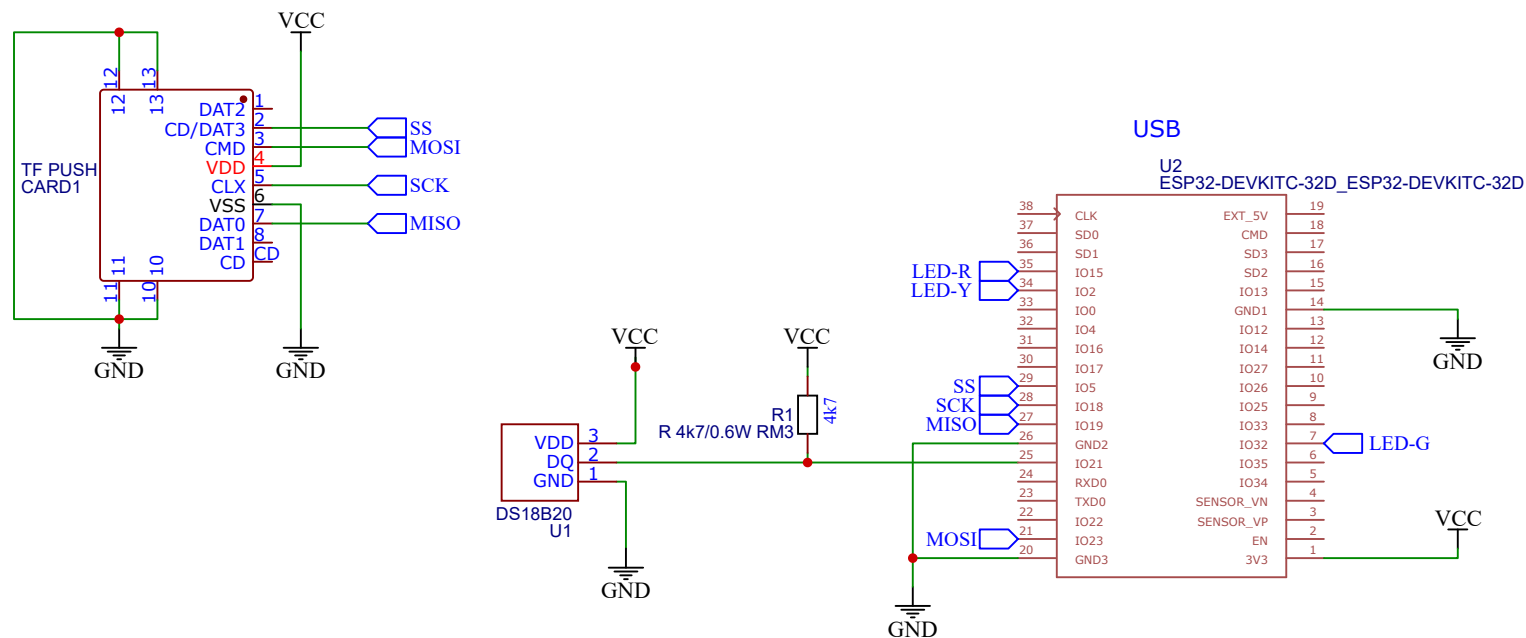 VCC
12
13
12
13
DAT2 1
CD/DAT3 2
SS
CMD 3
MOSI
VDD 4
CLX 5
SCK
VSS 6
DAT0 7
MISO
DAT1 8
CD CD
TF PUSH
CARD1
11
10
11
10
GND
GND
VCC
VDD 3
DQ 2
GND 1
DS18B20
U1
GND
VCC
R1
R 4k7/0.6W RM3
4k7
USB
U2
ESP32-DEVKITC-32D_ESP32-DEVKITC-32D
38 CLK EXT_5V 19
37 SD0 CMD 18
36 SD1 SD3 17
LED-R 35 IO15 SD2 16
LED-Y 34 IO2 IO13 15
33 IO0 GND1 14
32 IO4 IO12 13
31 IO16 IO14 12
30 IO17 IO27 11
SS 29 IO5 IO26 10
SCK 28 IO18 IO25 9
MISO 27 IO19 IO33 8
26 GND2 IO32 7 LED-G
25 IO21 IO35 6
24 RXD0 IO34 5
23 TXD0 SENSOR_VN 4
22 IO22 SENSOR_VP 3
MOSI 21 IO23 EN 2
20 GND3 3V3 1
GND
VCC
GND